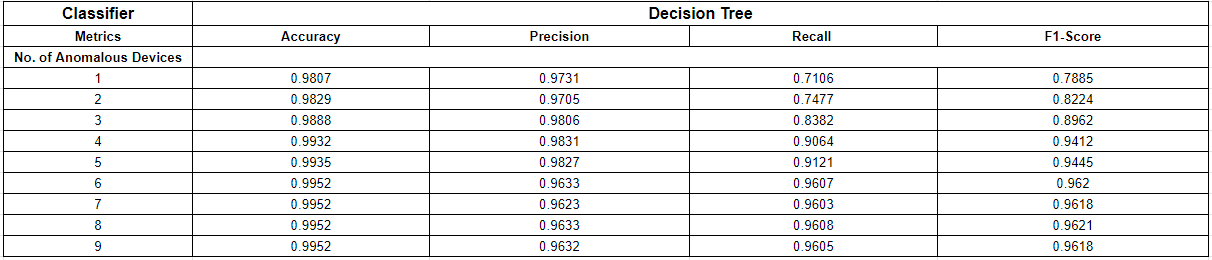 Classifier Decision Tree
Metrics Accuracy Precision Recall F1-Score
No. of Anomalous Devices
1 0.9807 0.9731 0.7106 0.7885
2 0.9829 0.9705 0.7477 0.8224
3 0.9888 0.9806 0.8382 0.8962
4 0.9932 0.9831 0.9064 0.9412
5 0.9935 0.9827 0.9121 0.9445
6 0.9952 0.9633 0.9607 0.962
7 0.9952 0.9623 0.9603 0.9618
8 0.9952 0.9633 0.9608 0.9621
9 0.9952 0.9632 0.9605 0.9618